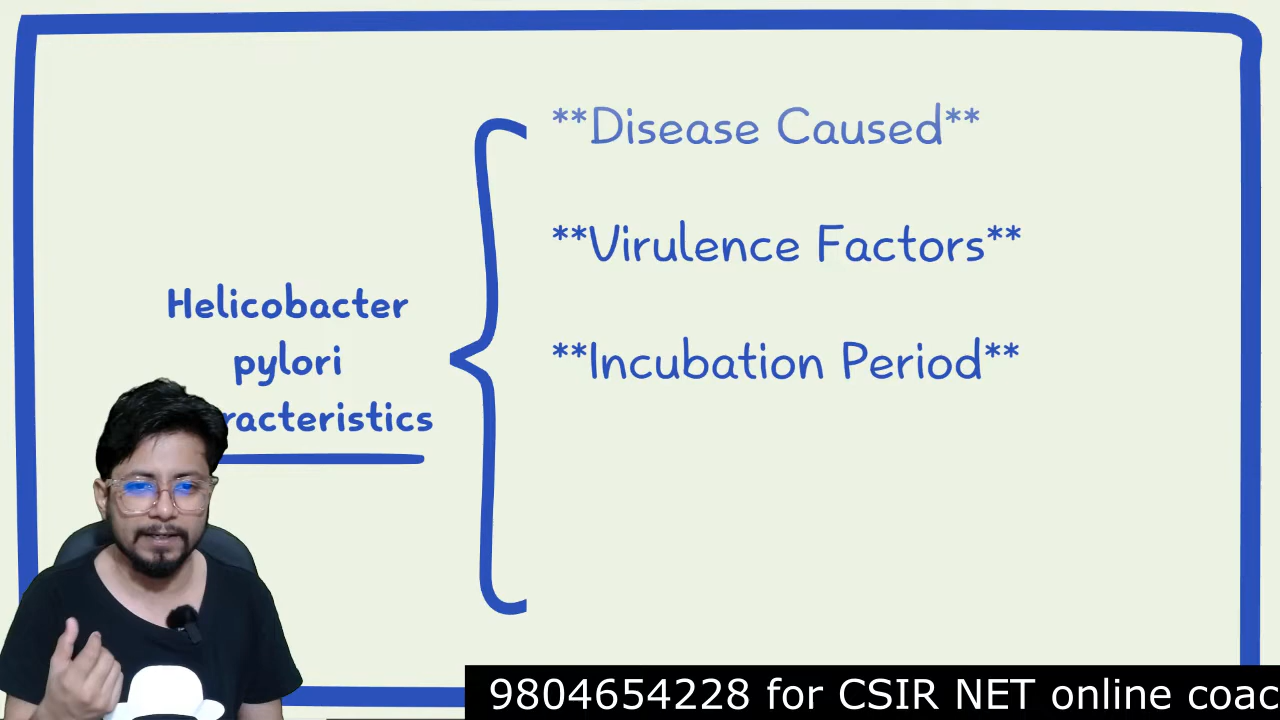 **Disease Caused**
**Virulence Factors**
Helicobacter
pylori
racteristics
**Incubation Period**
9804654228 for CSIR NET online coac